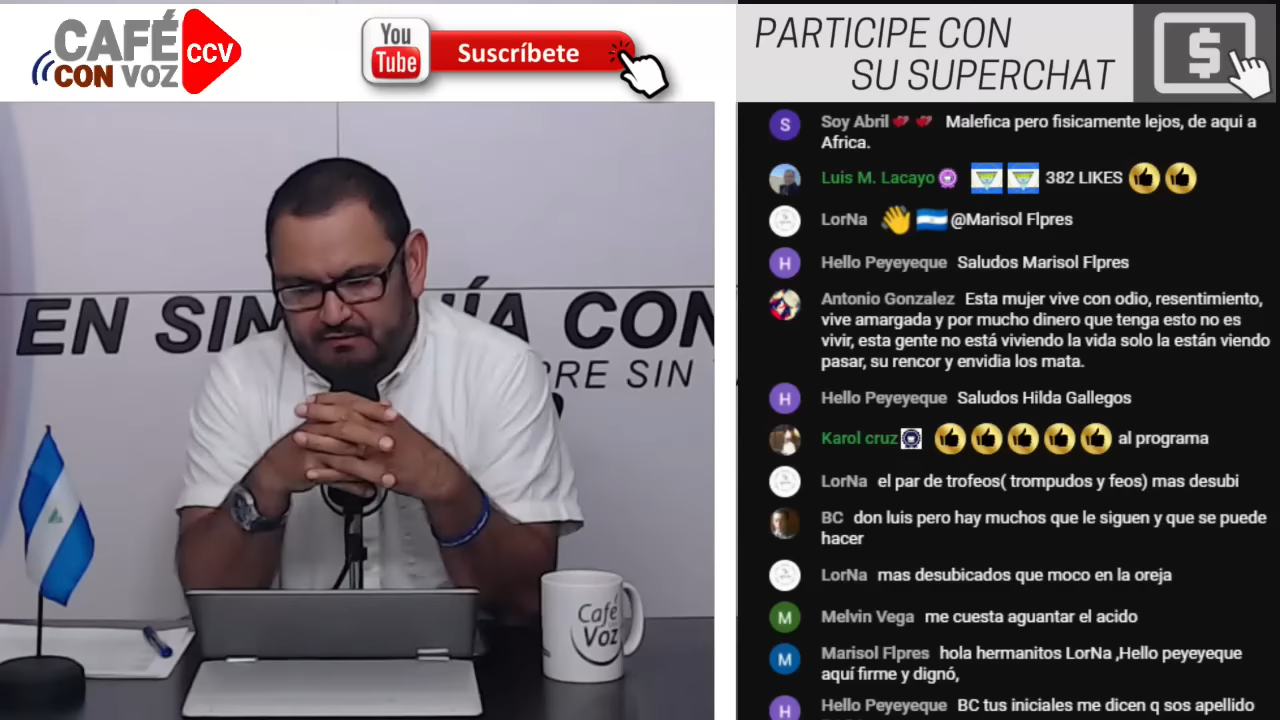 CAFÉ
CON VOZ
CCV
You
Tube
Suscríbete
PARTICIPE CON
SU SUPERCHAT
$
EN SIN
ÍA CON
PRE SIN
Café
Voz
S
Soy Abril Malefica pero fisicamente lejos, de aqui a
Africa.
Luis M. Lacayo 382 LIKES
LorNa @Marisol Flpres
H
Hello Peyeyeque Saludos Marisol Flpres
Antonio Gonzalez Esta mujer vive con odio, resentimiento,
vive amargada y por mucho dinero que tenga esto no es
vivir, esta gente no está viviendo la vida solo la están viendo
pasar, su rencor y envidia los mata.
H
Hello Peyeyeque Saludos Hilda Gallegos
Karol cruz al programa
LorNa el par de trofeos( trompudos y feos) mas desubi
BC don luis pero hay muchos que le siguen y que se puede
hacer
LorNa mas desubicados que moco en la oreja
M
Melvin Vega me cuesta aguantar el acido
M
Marisol Flpres hola hermanitos LorNa ,Hello peyeyeque
aquí firme y dignó,
H
Hello Peyeyeque BC tus iniciales me dicen q sos apellido